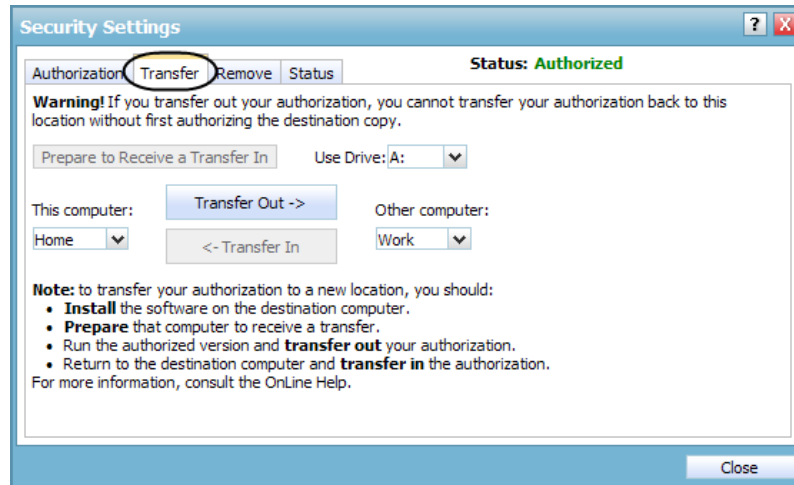 Security Settings
? X
Authorization Transfer Remove Status
Status: Authorized
Warning! If you transfer out your authorization, you cannot transfer your authorization back to this
location without first authorizing the destination copy.
Prepare to Receive a Transfer In Use Drive: A:
This computer: Transfer Out -> Other computer:
Home <- Transfer In Work
Note: to transfer your authorization to a new location, you should:
• Install the software on the destination computer.
• Prepare that computer to receive a transfer.
• Run the authorized version and transfer out your authorization.
• Return to the destination computer and transfer in the authorization.
For more information, consult the OnLine Help.
Close